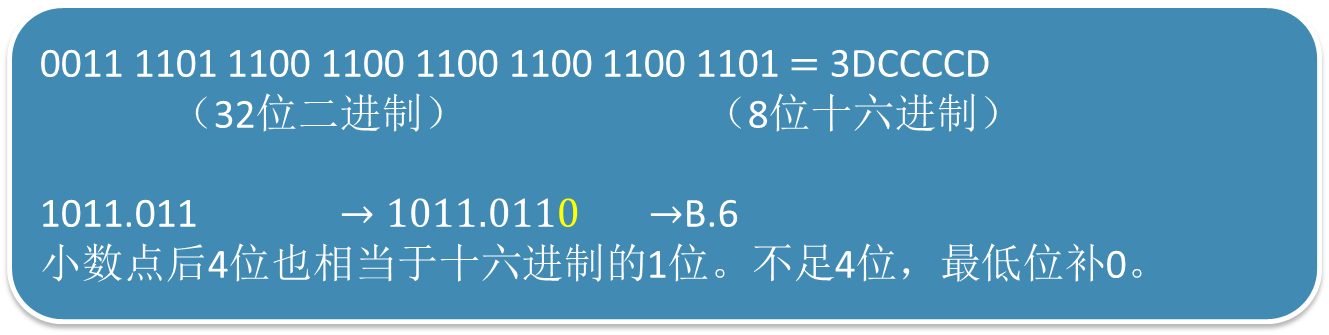 0011 1101 1100 1100 1100 1100 1100 1101 = 3DCCCCD
（32位二进制） （8位十六进制）
1011.011 → 1011.0110 →B.6
小数点后4位也相当于十六进制的1位。不足4位，最低位补0。